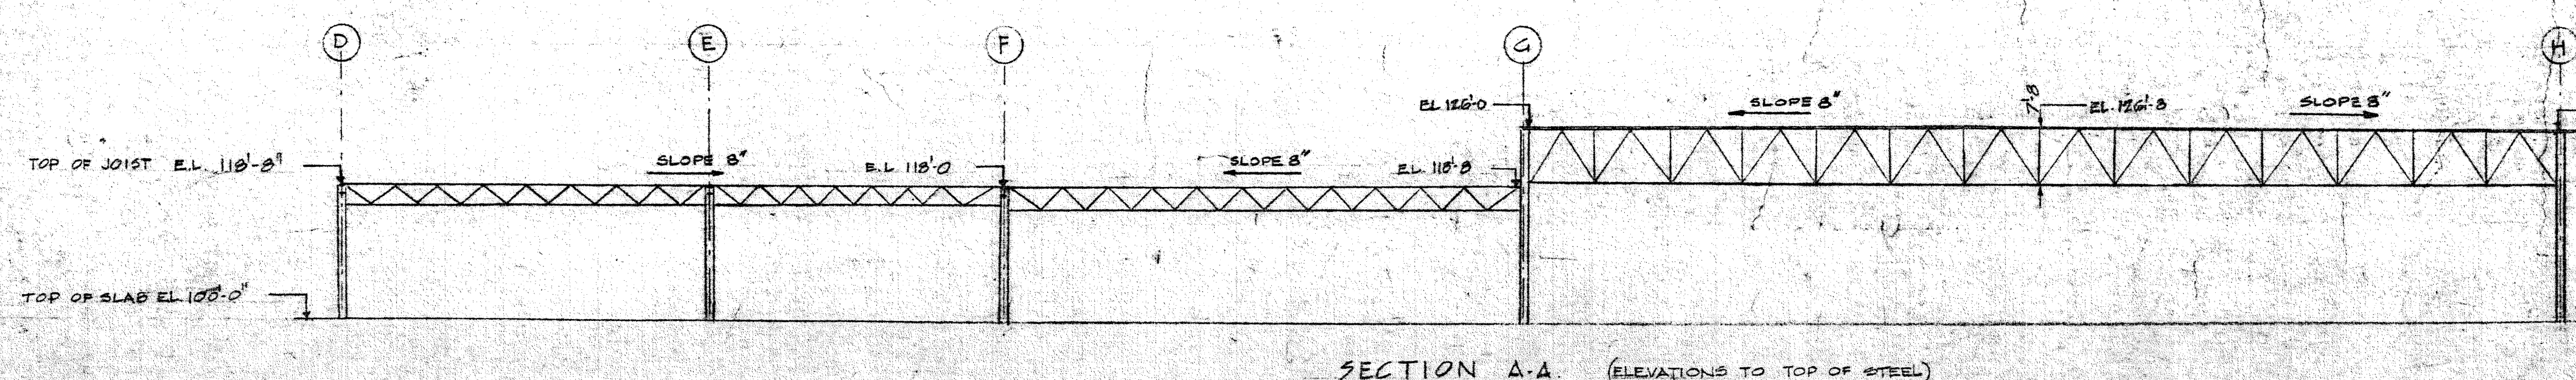 D
E
F
G
H
EL 126'-0
SLOPE 8"
7'-8
EL. 126'-8
SLOPE 8"
TOP OF JOIST E.L. 118'-8"
SLOPE 8"
E.L 118'-0
SLOPE 8"
EL. 118'-8
TOP OF SLAB EL 100'-0"
SECTION A-A. (ELEVATIONS TO TOP OF STEEL)